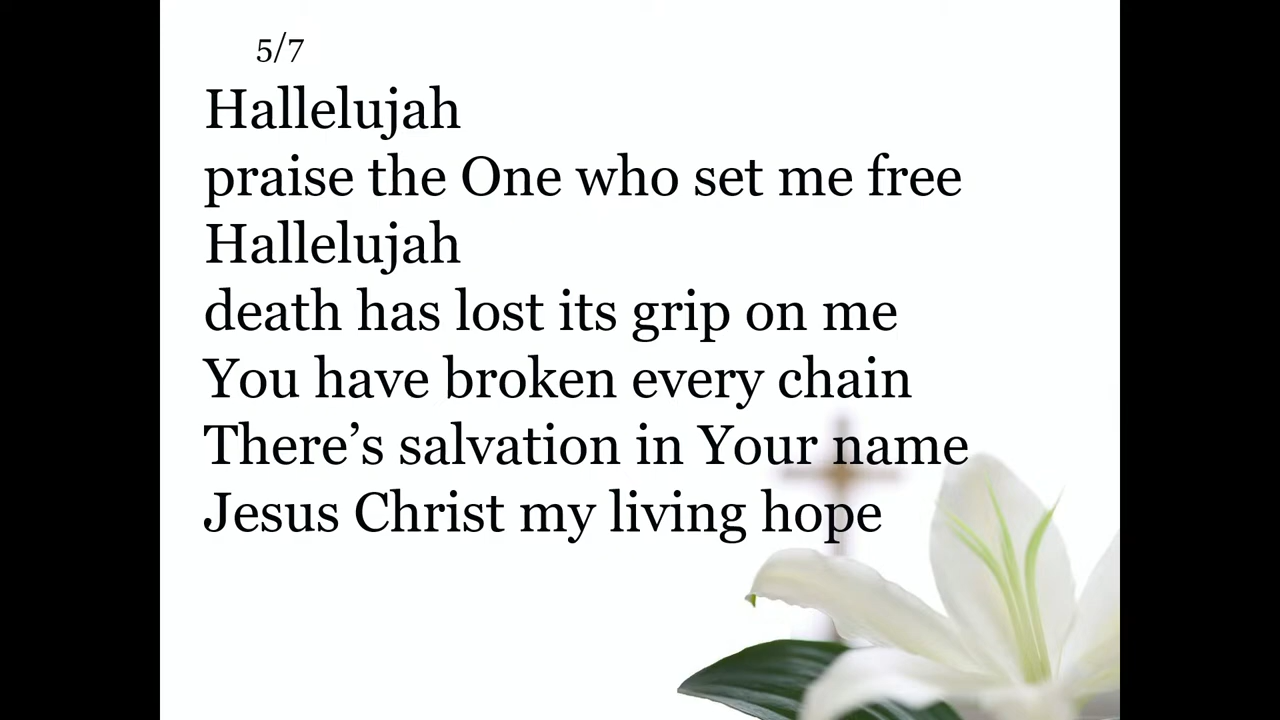 5/7
Hallelujah
praise the One who set me free
Hallelujah
death has lost its grip on me
You have broken every chain
There’s salvation in Your name
Jesus Christ my living hope